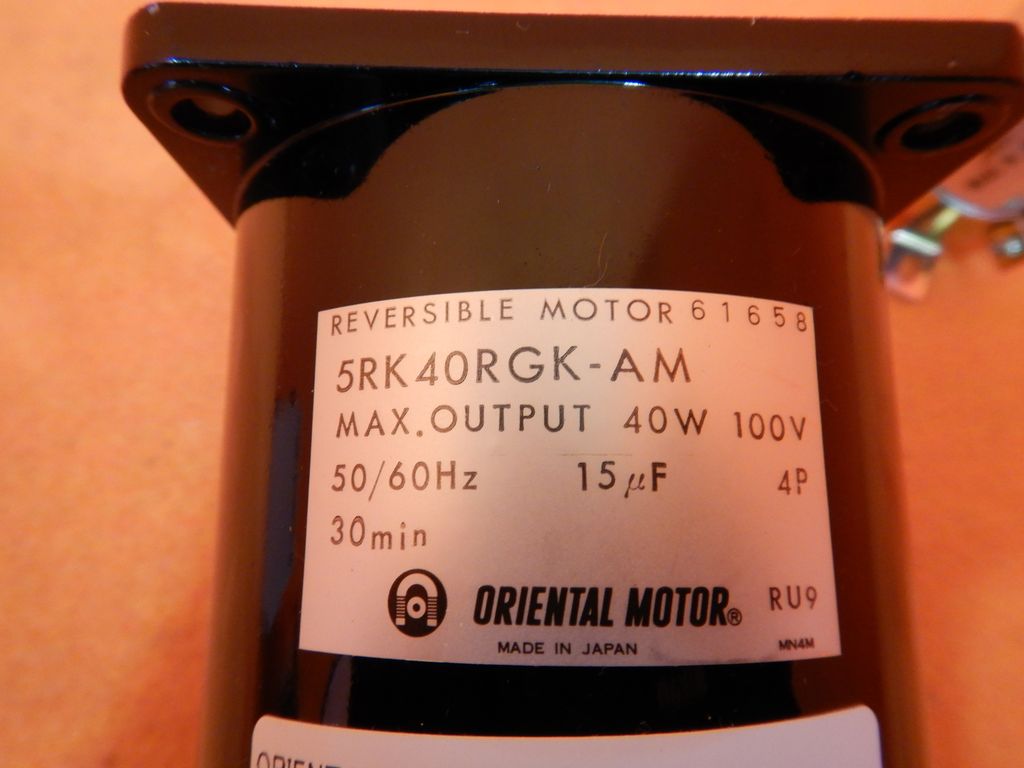 REVERSIBLE MOTOR 61658
5RK40RGK-AM
MAX. OUTPUT 40W 100V
50/60Hz 15μF 4P
30min
ORIENTAL MOTOR® RU9
MADE IN JAPAN MN4M